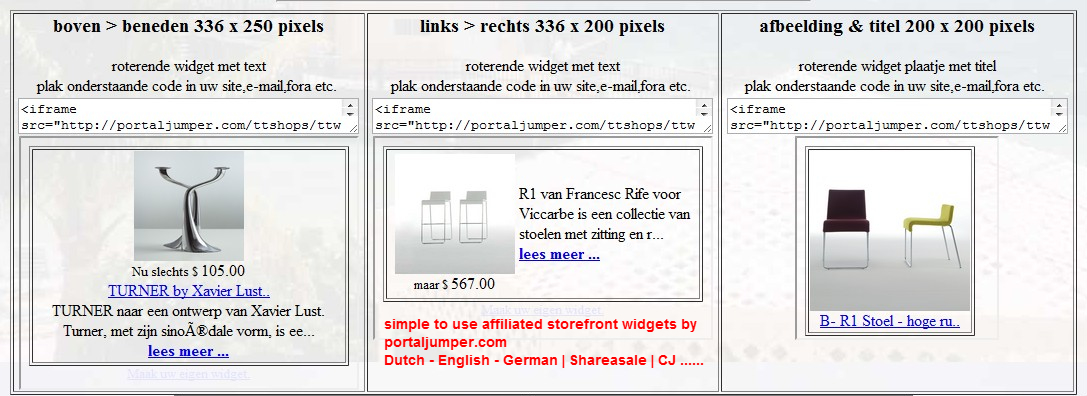 boven > beneden 336 x 250 pixels
roterende widget met text
plak onderstaande code in uw site,e-mail,fora etc.
<iframe
src="http://portaljumper.com/ttshops/ttw
Nu slechts $ 105.00
TURNER by Xavier Lust..
TURNER naar een ontwerp van Xavier Lust.
Turner, met zijn sinoÃ®dale vorm, is ee...
lees meer ...
Maak uw eigen widget.
links > rechts 336 x 200 pixels
roterende widget met text
plak onderstaande code in uw site,e-mail,fora etc.
<iframe
src="http://portaljumper.com/ttshops/ttw
R1 van Francesc Rife voor
Viccarbe is een collectie van
stoelen met zitting en r...
lees meer ...
maar $ 567.00
Maak uw eigen widget.
simple to use affiliated storefront widgets by
portaljumper.com
Dutch - English - German | Shareasale | CJ ......
afbeelding & titel 200 x 200 pixels
roterende widget plaatje met titel
plak onderstaande code in uw site,e-mail,fora etc.
<iframe
src="http://portaljumper.com/ttshops/ttw
B- R1 Stoel - hoge ru..